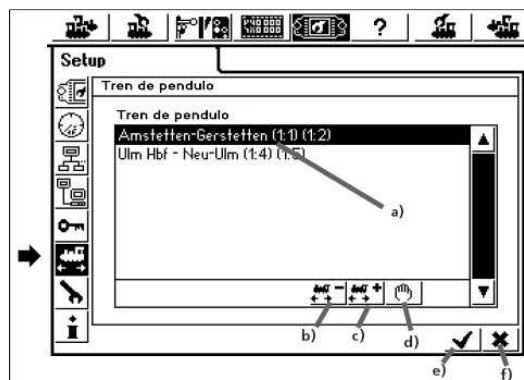 ?
Setup
Tren de pendulo
Tren de pendulo
Amstetten-Gerstetten (1:1) (1:2)
Ulm Hbf - Neu-Ulm (1:4) (1:5)
a)
b)
c)
d)
e)
f)